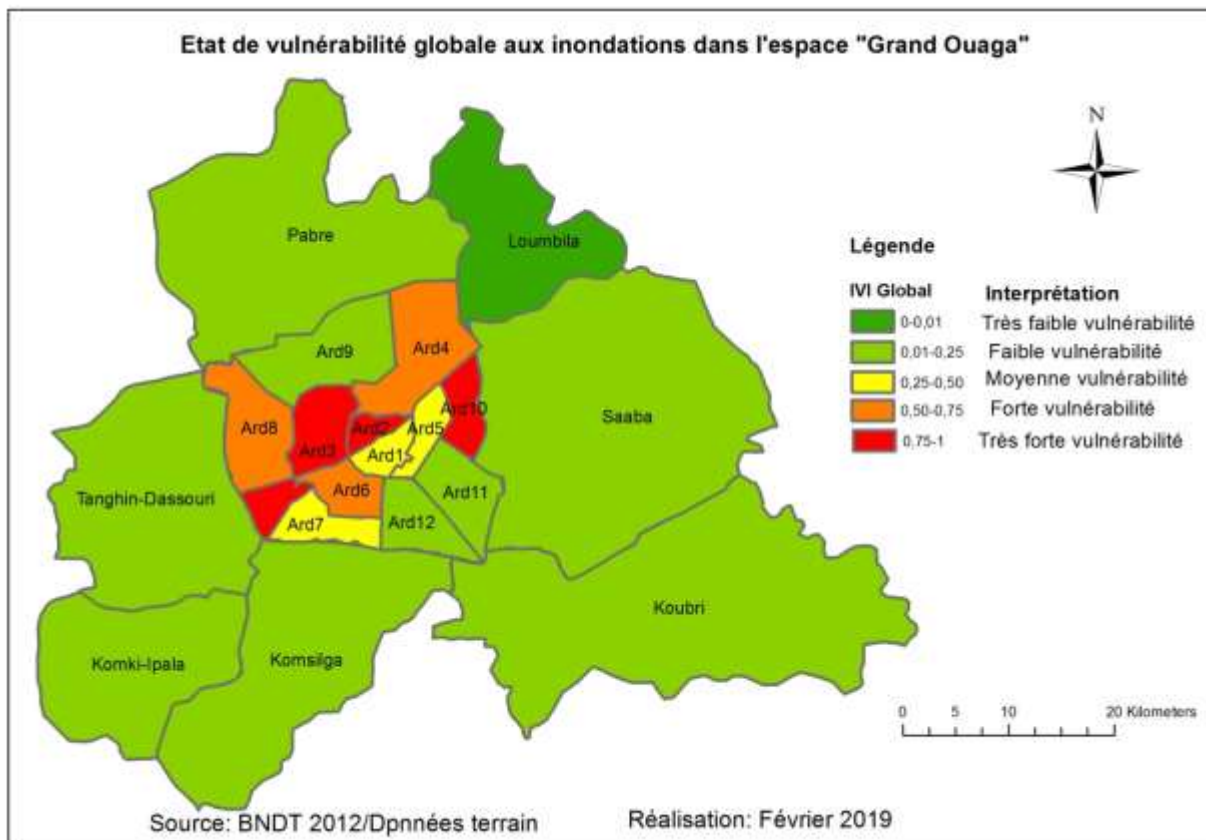 Etat de vulnérabilité globale aux inondations dans l'espace "Grand Ouaga"
N
Pabre
Loumbila
Ard9
Ard4
Ard10
Saaba
Ard8
Ard3
Ard2
Ard5
Ard1
Tanghin-Dassouri
Ard6
Ard11
Ard7
Ard12
Koubri
Komki-Ipala
Komsilga
Légende
IVI Global Interprétation
0-0,01 Très faible vulnérabilité
0,01-0,25 Faible vulnérabilité
0,25-0,50 Moyenne vulnérabilité
0,50-0,75 Forte vulnérabilité
0,75-1 Très forte vulnérabilité
0 5 10 20 Kilometers
Source: BNDT 2012/Dpnnées terrain Réalisation: Février 2019